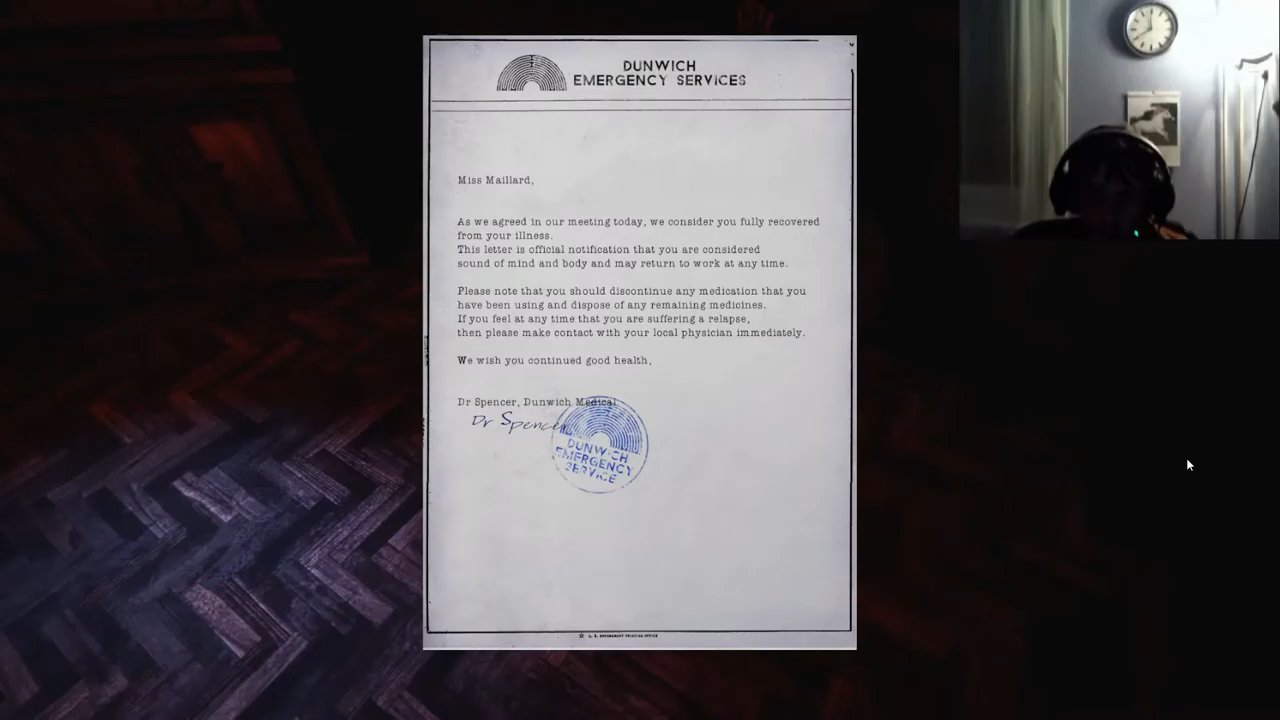 DUNWICH
EMERGENCY SERVICES
Miss Maillard,
As we agreed in our meeting today, we consider you fully recovered
from your illness.
This letter is official notification that you are considered
sound of mind and body and may return to work at any time.
Please note that you should discontinue any medication that you
have been using and dispose of any remaining medicines.
If you feel at any time that you are suffering a relapse,
then please make contact with your local physician immediately.
We wish you continued good health,
Dr Spencer, Dunwich Medical
Dr Spencer
DUNWICH
EMERGENCY
SERVICE
U. S. GOVERNMENT PRINTING OFFICE